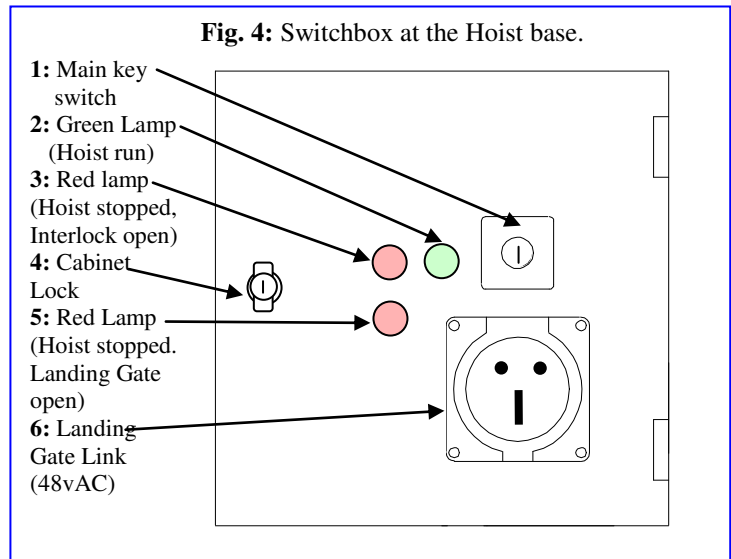 Fig. 4: Switchbox at the Hoist base.
1: Main key
switch
2: Green Lamp
(Hoist run)
3: Red lamp
(Hoist stopped,
Interlock open)
4: Cabinet
Lock
5: Red Lamp
(Hoist stopped.
Landing Gate
open)
6: Landing
Gate Link
(48vAC)